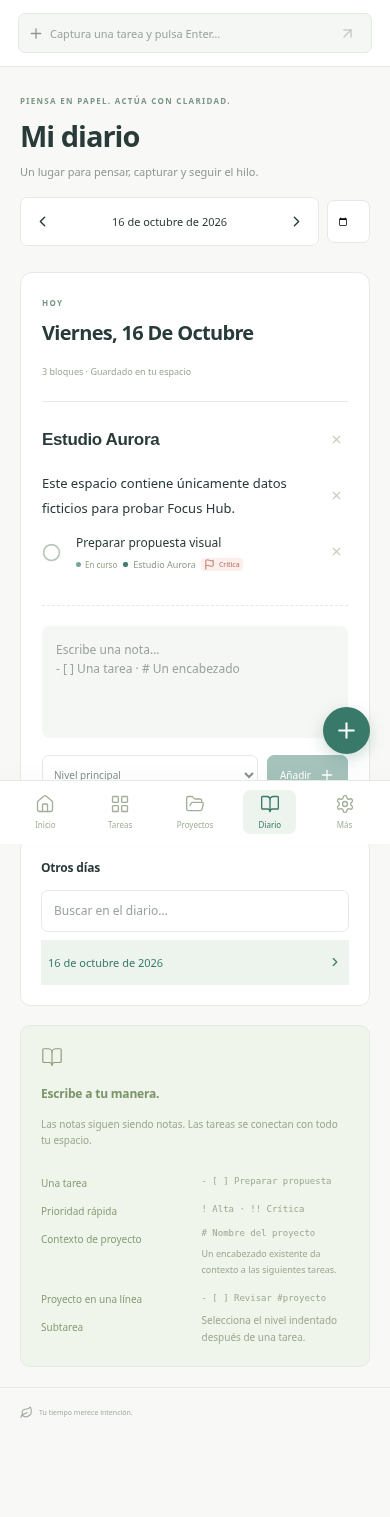 Captura una tarea y pulsa Enter...
PIENSA EN PAPEL. ACTÚA CON CLARIDAD.
Mi diario
Un lugar para pensar, capturar y seguir el hilo.
16 de octubre de 2026
HOY
Viernes, 16 De Octubre
3 bloques · Guardado en tu espacio
Estudio Aurora
Este espacio contiene únicamente datos
ficticios para probar Focus Hub.
Preparar propuesta visual
En curso Estudio Aurora Crítica
Escribe una nota...
- [ ] Una tarea · # Un encabezado
Nivel principal Añadir
Inicio Tareas Proyectos Diario Más
Otros días
Buscar en el diario...
16 de octubre de 2026
Escribe a tu manera.
Las notas siguen siendo notas. Las tareas se conectan con todo
tu espacio.
Una tarea - [ ] Preparar propuesta
Prioridad rápida ! Alta · !! Crítica
Contexto de proyecto # Nombre del proyecto
Un encabezado existente da
contexto a las siguientes tareas.
Proyecto en una línea - [ ] Revisar #proyecto
Subtarea Selecciona el nivel indentado
después de una tarea.
Tu tiempo merece intención.